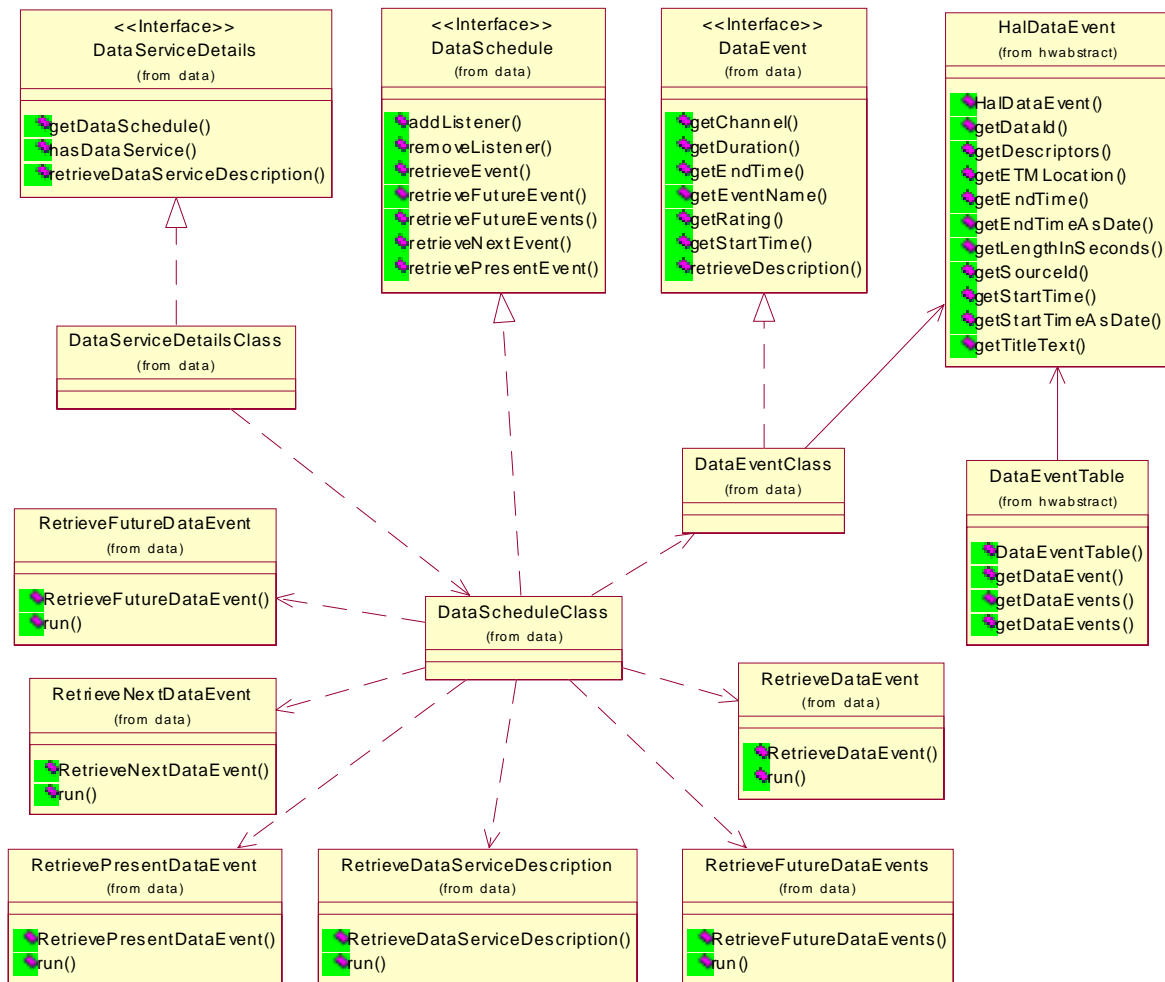 <<Interface>>
DataServiceDetails
(from data)
getDataSchedule()
hasDataService()
retrieveDataServiceDescription()
<<Interface>>
DataSchedule
(from data)
addListener()
removeListener()
retrieveEvent()
retrieveFutureEvent()
retrieveFutureEvents()
retrieveNextEvent()
retrievePresentEvent()
<<Interface>>
DataEvent
(from data)
getChannel()
getDuration()
getEndTime()
getEventName()
getRating()
getStartTime()
retrieveDescription()
HalDataEvent
(from hwabstract)
HalDataEvent()
getDataId()
getDescriptors()
getETMLocation()
getEndTime()
getEndTimeAsDate()
getLengthInSeconds()
getSourceId()
getStartTime()
getStartTimeAsDate()
getTitleText()
DataServiceDetailsClass
(from data)
DataEventClass
(from data)
DataEventTable
(from hwabstract)
DataEventTable()
getDataEvent()
getDataEvents()
getDataEvents()
RetrieveFutureDataEvent
(from data)
RetrieveFutureDataEvent()
run()
DataScheduleClass
(from data)
RetrieveNextDataEvent
(from data)
RetrieveNextDataEvent()
run()
RetrieveDataEvent
(from data)
RetrieveDataEvent()
run()
RetrievePresentDataEvent
(from data)
RetrievePresentDataEvent()
run()
RetrieveDataServiceDescription
(from data)
RetrieveDataServiceDescription()
run()
RetrieveFutureDataEvents
(from data)
RetrieveFutureDataEvents()
run()